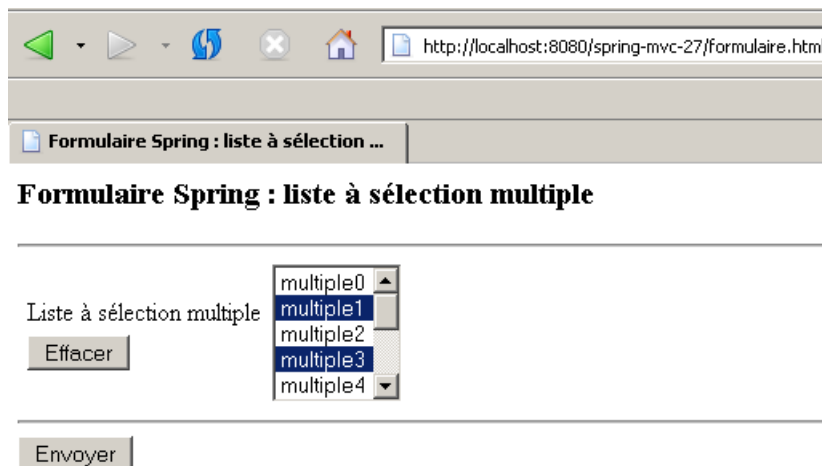 http://localhost:8080/spring-mvc-27/formulaire.html
Formulaire Spring : liste à sélection ...
Formulaire Spring : liste à sélection multiple
multiple0
multiple1
Liste à sélection multiple
multiple2
Effacer
multiple3
multiple4
Envoyer